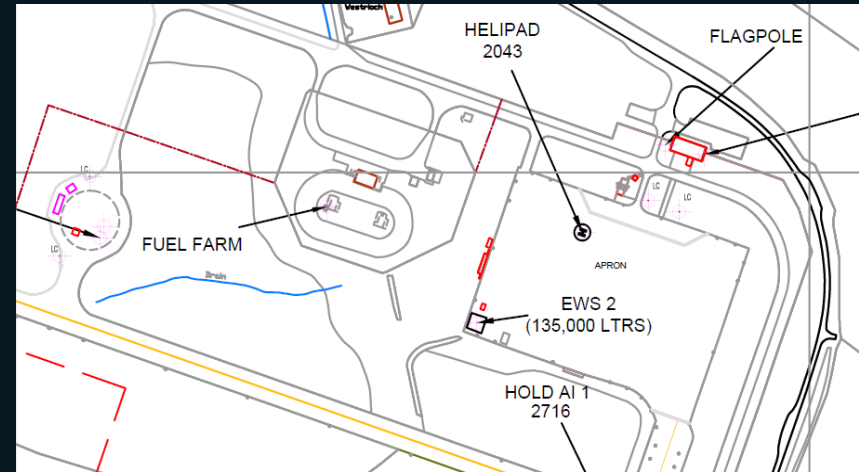 Westrloch
HELIPAD
2043
FLAGPOLE
LC
LC
LC
LC
FUEL FARM
M
APRON
Drain
EWS 2
(135,000 LTRS)
HOLD AI 1
2716